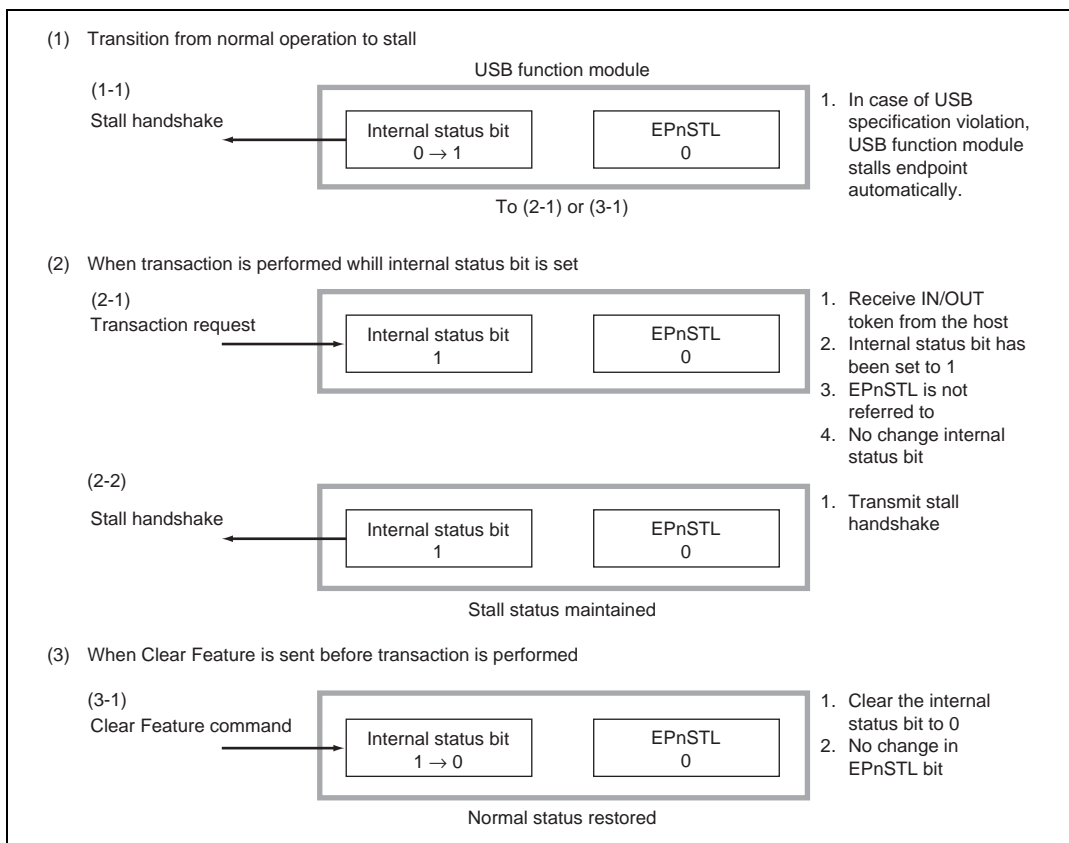 (1) Transition from normal operation to stall
USB function module
(1-1)
Stall handshake
Internal status bit
0 → 1
EPnSTL
0
1. In case of USB
specification violation,
USB function module
stalls endpoint
automatically.
To (2-1) or (3-1)
(2) When transaction is performed whill internal status bit is set
(2-1)
Transaction request
Internal status bit
1
EPnSTL
0
1. Receive IN/OUT
token from the host
2. Internal status bit has
been set to 1
3. EPnSTL is not
referred to
4. No change internal
status bit
(2-2)
Stall handshake
Internal status bit
1
EPnSTL
0
1. Transmit stall
handshake
Stall status maintained
(3) When Clear Feature is sent before transaction is performed
(3-1)
Clear Feature command
Internal status bit
1 → 0
EPnSTL
0
1. Clear the internal
status bit to 0
2. No change in
EPnSTL bit
Normal status restored